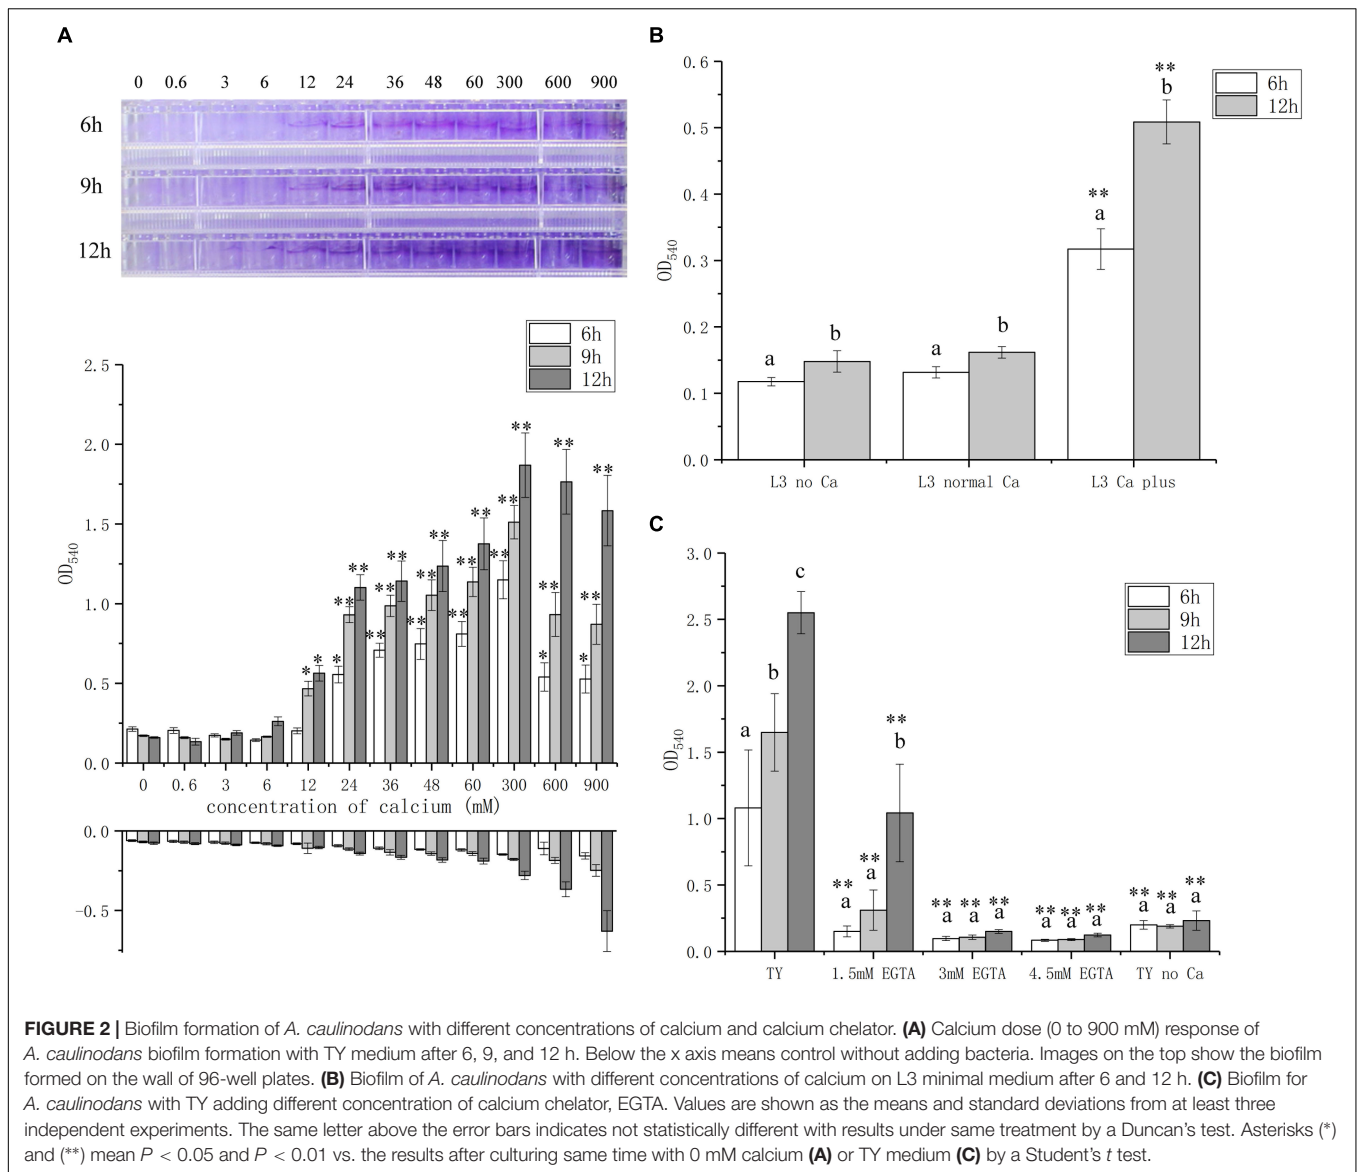 A
0 0.6 3 6 12 24 36 48 60 300 600 900
6h
9h
12h
6h
9h
12h
2.5
2.0
1.5
1.0
0.5
0.0
OD540
** ** ** ** ** ** ** ** ** ** ** ** ** ** ** ** ** ** ** * * * * *
0 0.6 3 6 12 24 36 48 60 300 600 900
concentration of calcium (mM)
0.0
-0.5
B
0.6
0.5
0.4
0.3
0.2
0.1
0.0
OD540
6h
12h
a b a b ** a ** b
L3 no Ca L3 normal Ca L3 Ca plus
C
3.0
2.5
2.0
1.5
1.0
0.5
0.0
OD540
6h
9h
12h
a b c
** a ** a ** b
** a ** a ** a
** a ** a ** a
** a ** a ** a
TY 1.5mM EGTA 3mM EGTA 4.5mM EGTA TY no Ca
FIGURE 2 | Biofilm formation of A. caulinodans with different concentrations of calcium and calcium chelator. (A) Calcium dose (0 to 900 mM) response of
A. caulinodans biofilm formation with TY medium after 6, 9, and 12 h. Below the x axis means control without adding bacteria. Images on the top show the biofilm
formed on the wall of 96-well plates. (B) Biofilm of A. caulinodans with different concentrations of calcium on L3 minimal medium after 6 and 12 h. (C) Biofilm for
A. caulinodans with TY adding different concentration of calcium chelator, EGTA. Values are shown as the means and standard deviations from at least three
independent experiments. The same letter above the error bars indicates not statistically different with results under same treatment by a Duncan's test. Asterisks (*)
and (**) mean P < 0.05 and P < 0.01 vs. the results after culturing same time with 0 mM calcium (A) or TY medium (C) by a Student's t test.